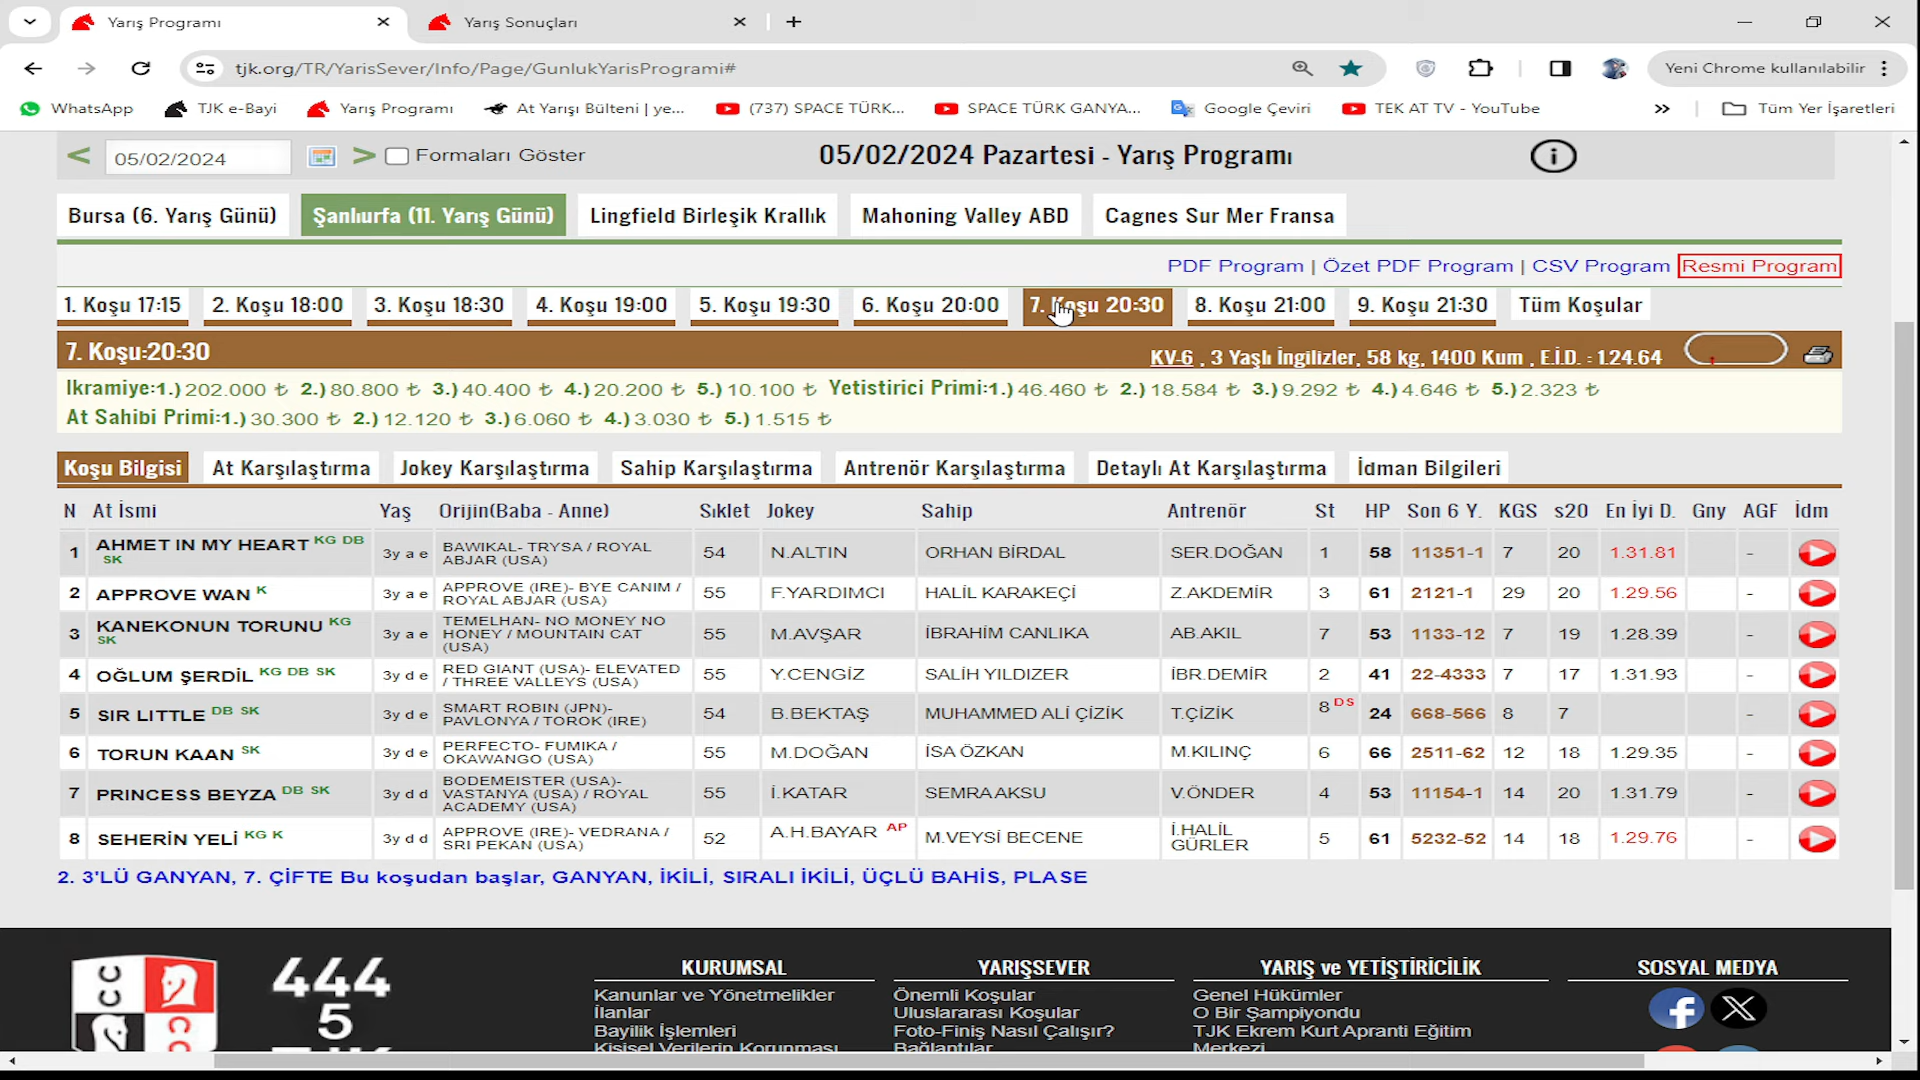 Yarış Programı
Yarış Sonuçları
tjk.org/TR/YarisSever/Info/Page/GunlukYarisProgrami#
Yeni Chrome kullanılabilir
WhatsApp TJK e-Bayi Yarış Programı At Yarışı Bülteni | ye... (737) SPACE TÜRK... SPACE TÜRK GANYA... Google Çeviri TEK AT TV - YouTube » Tüm Yer İşaretleri
< 05/02/2024 > Formaları Göster 05/02/2024 Pazartesi - Yarış Programı
Bursa (6. Yarış Günü) Şanlıurfa (11. Yarış Günü) Lingfield Birleşik Krallık Mahoning Valley ABD Cagnes Sur Mer Fransa
PDF Program | Özet PDF Program | CSV Program Resmi Program
1. Koşu 17:15 2. Koşu 18:00 3. Koşu 18:30 4. Koşu 19:00 5. Koşu 19:30 6. Koşu 20:00 7. Koşu 20:30 8. Koşu 21:00 9. Koşu 21:30 Tüm Koşular
7. Koşu:20:30 KV-6 , 3 Yaşlı İngilizler, 58 kg, 1400 Kum , E.İ.D. : 1.24.64
Ikramiye:1.) 202.000 ₺ 2.) 80.800 ₺ 3.) 40.400 ₺ 4.) 20.200 ₺ 5.) 10.100 ₺ Yetistirici Primi:1.) 46.460 ₺ 2.) 18.584 ₺ 3.) 9.292 ₺ 4.) 4.646 ₺ 5.) 2.323 ₺
At Sahibi Primi:1.) 30.300 ₺ 2.) 12.120 ₺ 3.) 6.060 ₺ 4.) 3.030 ₺ 5.) 1.515 ₺
Koşu Bilgisi At Karşılaştırma Jokey Karşılaştırma Sahip Karşılaştırma Antrenör Karşılaştırma Detaylı At Karşılaştırma İdman Bilgileri
N At İsmi Yaş Orijin(Baba - Anne) Sıklet Jokey Sahip Antrenör St HP Son 6 Y. KGS s20 En İyi D. Gny AGF İdm
1 AHMET IN MY HEART KG DB SK 3y a e BAWIKAL- TRYSA / ROYAL ABJAR (USA) 54 N.ALTIN ORHAN BİRDAL SER.DOĞAN 1 58 11351-1 7 20 1.31.81 -
2 APPROVE WAN K 3y a e APPROVE (IRE)- BYE CANIM / ROYAL ABJAR (USA) 55 F.YARDIMCI HALİL KARAKEÇİ Z.AKDEMİR 3 61 2121-1 29 20 1.29.56 -
3 KANEKONUN TORUNU KG SK 3y a e TEMELHAN- NO MONEY NO HONEY / MOUNTAIN CAT (USA) 55 M.AVŞAR İBRAHİM CANLIKA AB.AKIL 7 53 1133-12 7 19 1.28.39 -
4 OĞLUM ŞERDİL KG DB SK 3y d e RED GIANT (USA)- ELEVATED / THREE VALLEYS (USA) 55 Y.CENGİZ SALİH YILDIZER İBR.DEMİR 2 41 22-4333 7 17 1.31.93 -
5 SIR LITTLE DB SK 3y d e SMART ROBIN (JPN)- PAVLONYA / TOROK (IRE) 54 B.BEKTAŞ MUHAMMED ALİ ÇİZİK T.ÇİZİK 8 DS 24 668-566 8 7 -
6 TORUN KAAN SK 3y d e PERFECTO- FUMIKA / OKAWANGO (USA) 55 M.DOĞAN İSA ÖZKAN M.KILINÇ 6 66 2511-62 12 18 1.29.35 -
7 PRINCESS BEYZA DB SK 3y d d BODEMEISTER (USA)- VASTANYA (USA) / ROYAL ACADEMY (USA) 55 İ.KATAR SEMRA AKSU V.ÖNDER 4 53 11154-1 14 20 1.31.79 -
8 SEHERİN YELİ KG K 3y d d APPROVE (IRE)- VEDRANA / SRI PEKAN (USA) 52 A.H.BAYAR AP M.VEYSİ BECENE İ.HALİL GÜRLER 5 61 5232-52 14 18 1.29.76 -
2. 3'LÜ GANYAN, 7. ÇİFTE Bu koşudan başlar, GANYAN, İKİLİ, SIRALI İKİLİ, ÜÇLÜ BAHİS, PLASE
444
5
KURUMSAL YARIŞSEVER YARIŞ ve YETİŞTİRİCİLİK SOSYAL MEDYA
Kanunlar ve Yönetmelikler Önemli Koşular Genel Hükümler
İlanlar Uluslararası Koşular O Bir Şampiyondu
Bayilik İşlemleri Foto-Finiş Nasıl Çalışır? TJK Ekrem Kurt Apranti Eğitim
Kişisel Verilerin Korunması Bağlantılar Merkezi